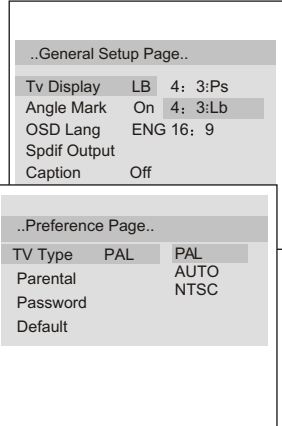 ..General Setup Page..
Tv Display LB 4：3:Ps
Angle Mark On 4：3:Lb
OSD Lang ENG 16：9
Spdif Output
Caption Off
..Preference Page..
TV Type PAL PAL
Parental AUTO
Password NTSC
Default